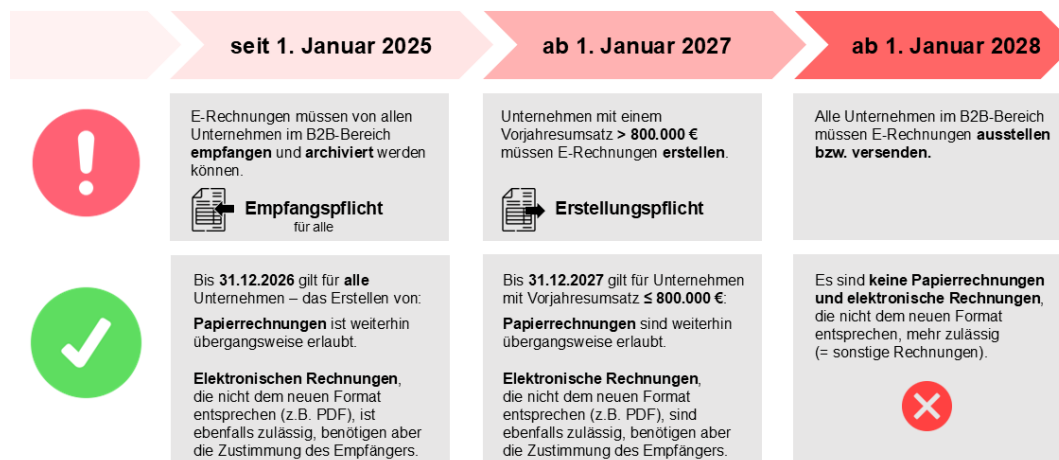 seit 1. Januar 2025
ab 1. Januar 2027
ab 1. Januar 2028
E-Rechnungen müssen von allen
Unternehmen im B2B-Bereich
empfangen und archiviert werden
können.
Empfangspflicht
für alle
Unternehmen mit einem
Vorjahresumsatz > 800.000 €
müssen E-Rechnungen erstellen.
Erstellungspflicht
Alle Unternehmen im B2B-Bereich
müssen E-Rechnungen ausstellen
bzw. versenden.
Bis 31.12.2026 gilt für alle
Unternehmen – das Erstellen von:
Papierrechnungen ist weiterhin
übergangsweise erlaubt.
Elektronischen Rechnungen,
die nicht dem neuen Format
entsprechen (z.B. PDF), ist
ebenfalls zulässig, benötigen aber
die Zustimmung des Empfängers.
Bis 31.12.2027 gilt für Unternehmen
mit Vorjahresumsatz ≤ 800.000 €:
Papierrechnungen sind weiterhin
übergangsweise erlaubt.
Elektronische Rechnungen,
die nicht dem neuen Format
entsprechen (z.B. PDF), sind
ebenfalls zulässig, benötigen aber
die Zustimmung des Empfängers.
Es sind keine Papierrechnungen
und elektronische Rechnungen,
die nicht dem neuen Format
entsprechen, mehr zulässig
(= sonstige Rechnungen).